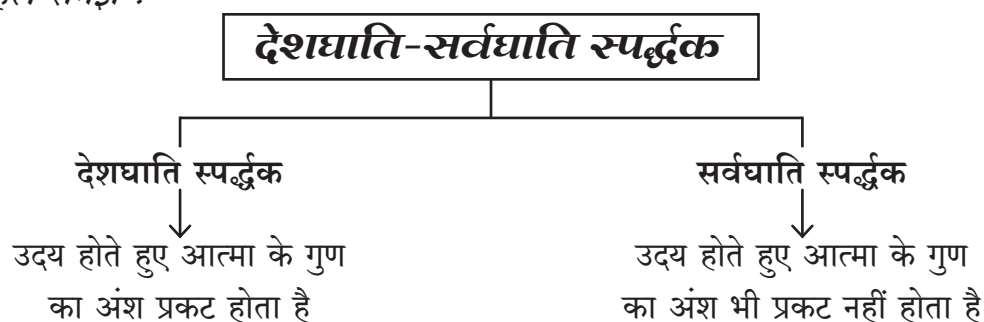 देशघाति-सर्वघाति स्पर्द्धक
देशघाति स्पर्द्धक
सर्वघाति स्पर्द्धक
उदय होते हुए आत्मा के गुण
का अंश प्रकट होता है
उदय होते हुए आत्मा के गुण
का अंश भी प्रकट नहीं होता है